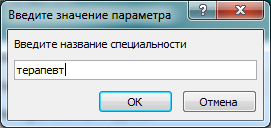 Введите значение параметра
Введите название специальности
терапевт
OK
Отмена